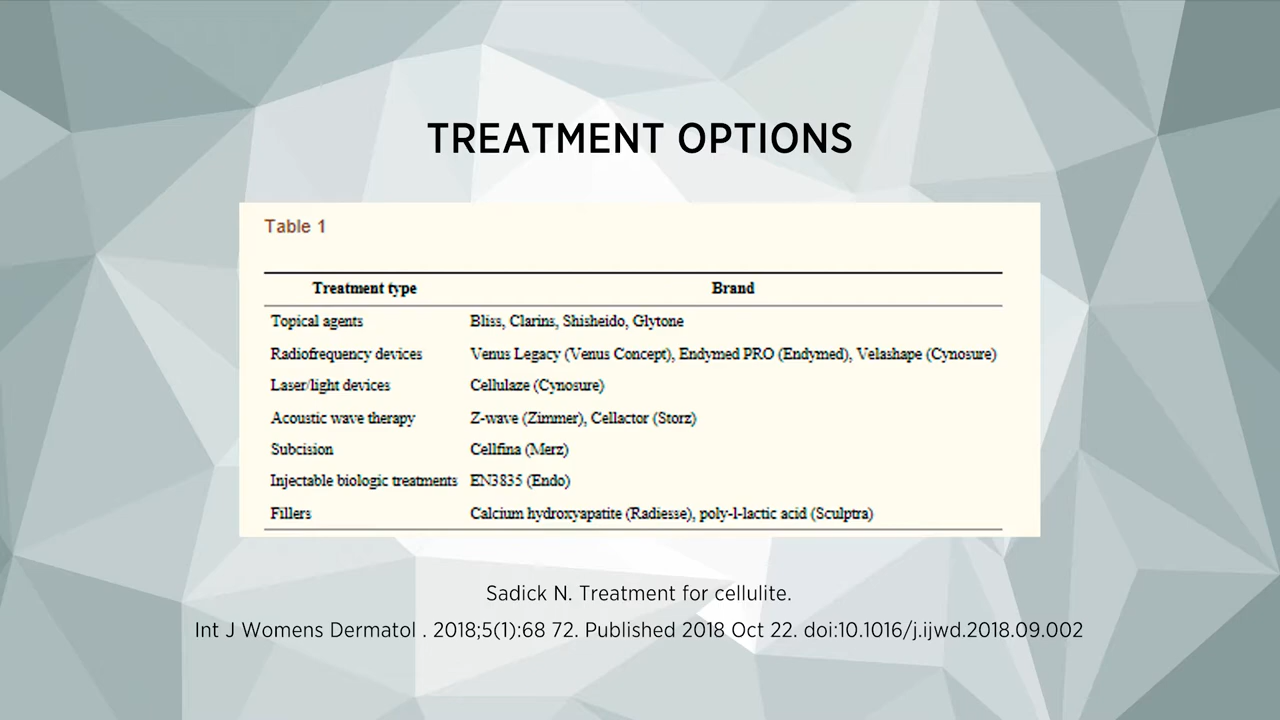 TREATMENT OPTIONS
Table 1
Treatment type Brand
Topical agents Bliss, Clarins, Shisheido, Glytone
Radiofrequency devices Venus Legacy (Venus Concept), Endymed PRO (Endymed), Velashape (Cynosure)
Laser/light devices Cellulaze (Cynosure)
Acoustic wave therapy Z-wave (Zimmer), Cellactor (Storz)
Subcision Cellfina (Merz)
Injectable biologic treatments EN3835 (Endo)
Fillers Calcium hydroxyapatite (Radiesse), poly-l-lactic acid (Sculptra)
Sadick N. Treatment for cellulite.
Int J Womens Dermatol . 2018;5(1):68 72. Published 2018 Oct 22. doi:10.1016/j.ijwd.2018.09.002